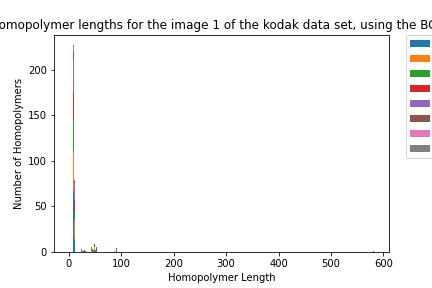 omopolymer lengths for the image 1 of the kodak data set, using the BC
Number of Homopolymers
200
150
100
50
0
0 100 200 300 400 500 600
Homopolymer Length